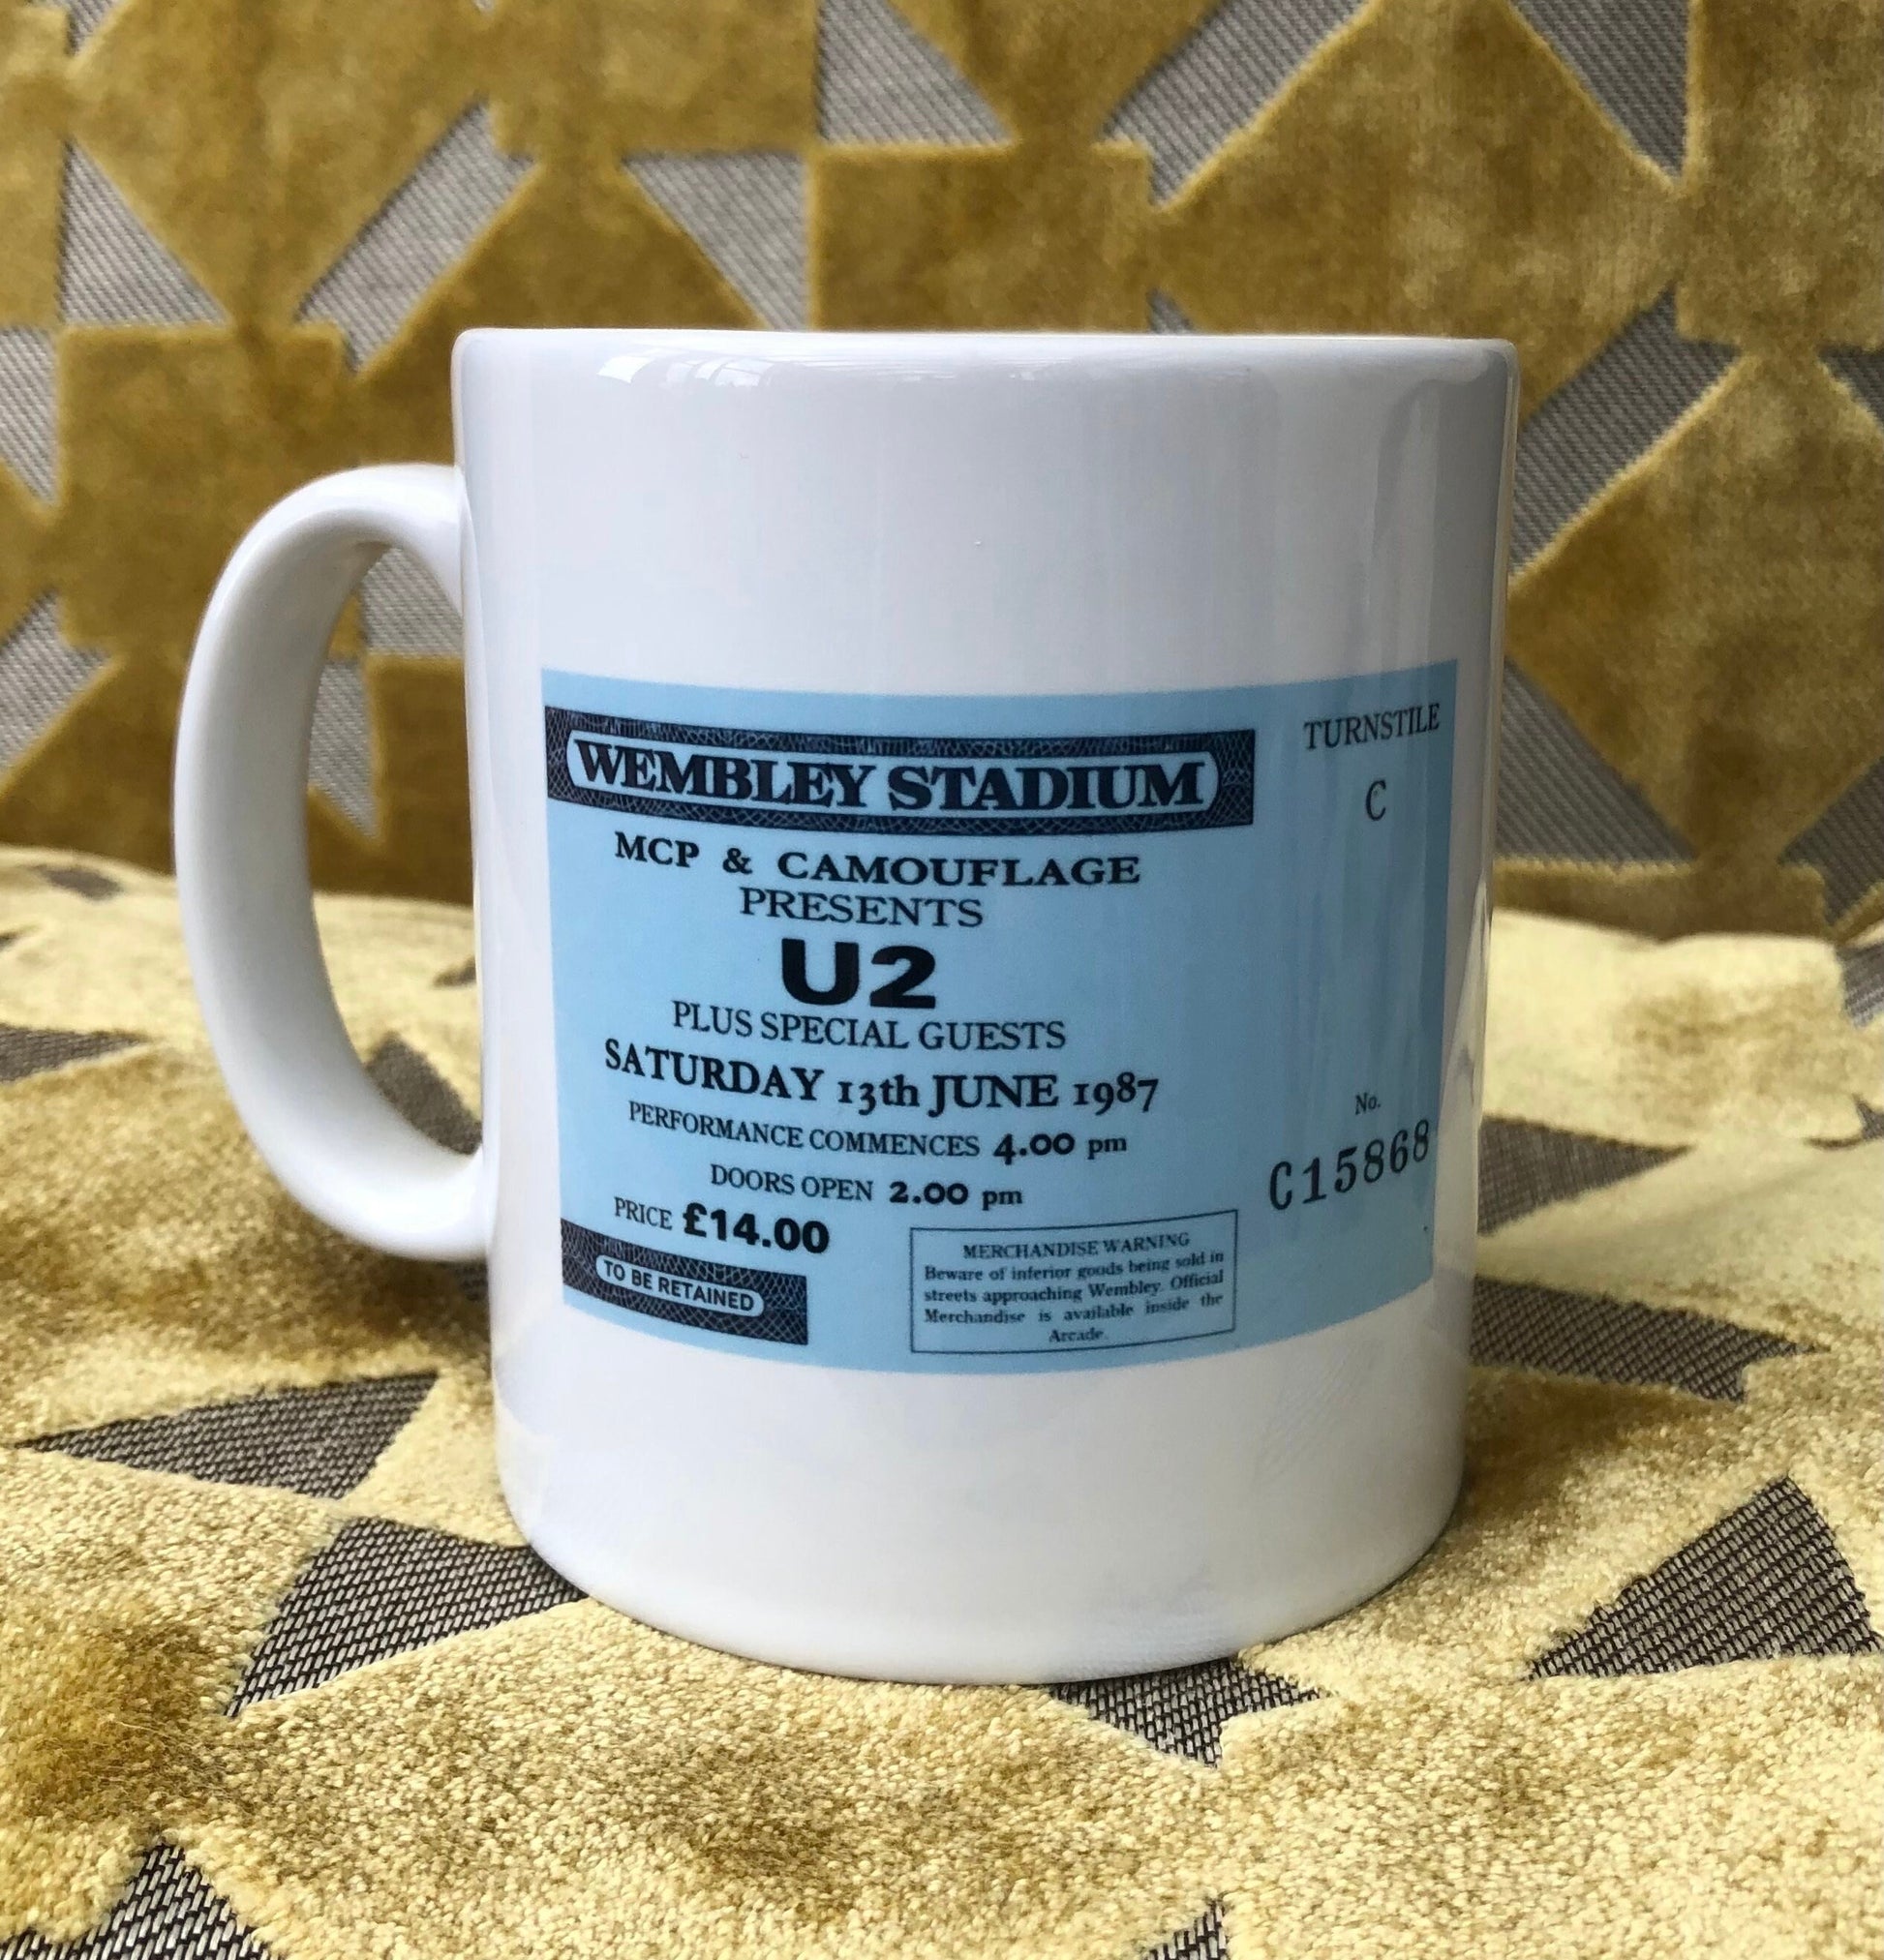 WEMBLEY STADIUM
MCP & CAMOUFLAGE
PRESENTS
U2
PLUS SPECIAL GUESTS
SATURDAY 13th JUNE 1987
PERFORMANCE COMMENCES 4.00 pm
DOORS OPEN 2.00 pm
PRICE £14.00
TO BE RETAINED
MERCHANDISE WARNING
Beware of inferior goods being sold in
streets approaching Wembley. Official
Merchandise is available inside the
Arcade.
TURNSTILE
C
No.
C15868